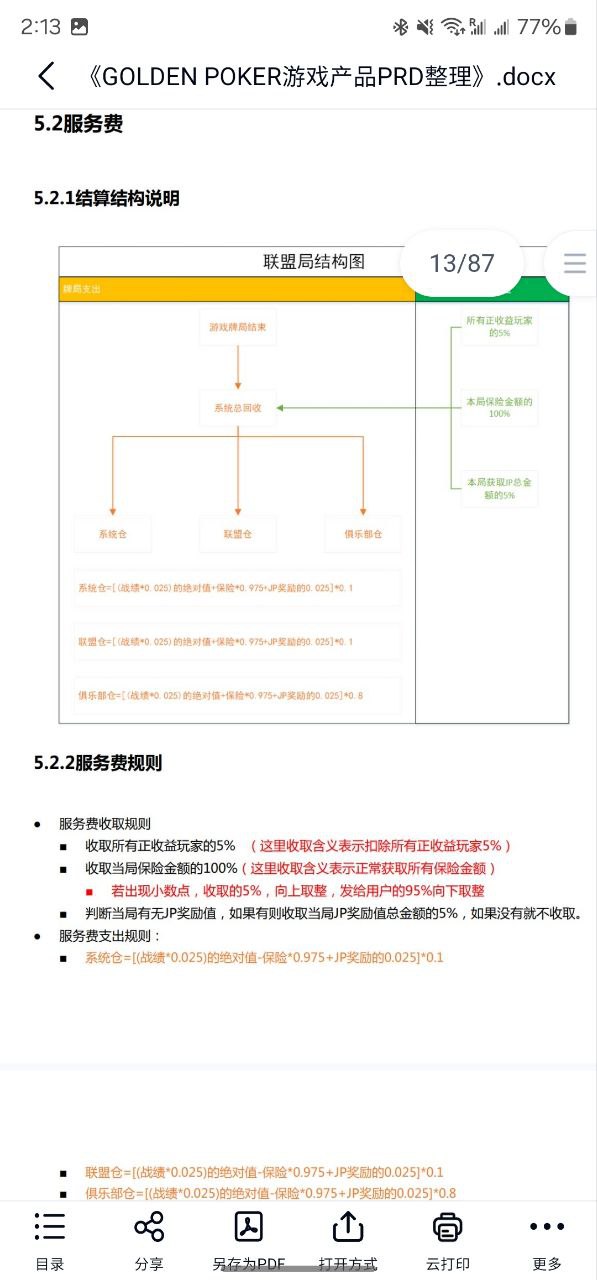 2:13
77%
《GOLDEN POKER游戏产品PRD整理》.docx
5.2服务费
5.2.1结算结构说明
联盟局结构图
13/87
牌局支出
游戏牌局结束
所有正收益玩家
的5%
系统总回收
本局保险金额的
100%
本局获取JP总金
额的5%
系统仓
联盟仓
俱乐部仓
系统仓=[(战绩*0.025)的绝对值+保险*0.975+JP奖励的0.025]*0.1
联盟仓=[(战绩*0.025)的绝对值+保险*0.975+JP奖励的0.025]*0.1
俱乐部仓=[(战绩*0.025)的绝对值+保险*0.975+JP奖励的0.025]*0.8
5.2.2服务费规则
服务费收取规则
收取所有正收益玩家的5% （这里收取含义表示扣除所有正收益玩家5%）
收取当局保险金额的100%（这里收取含义表示正常获取所有保险金额）
若出现小数点，收取的5%，向上取整，发给用户的95%向下取整
判断当局有无JP奖励值，如果有则收取当局JP奖励值总金额的5%，如果没有就不收取。
服务费支出规则：
系统仓=[(战绩*0.025)的绝对值-保险*0.975+JP奖励的0.025]*0.1
联盟仓=[(战绩*0.025)的绝对值-保险*0.975+JP奖励的0.025]*0.1
俱乐部仓=[(战绩*0.025)的绝对值-保险*0.975+JP奖励的0.025]*0.8
目录
分享
另存为PDF
打开方式
云打印
更多